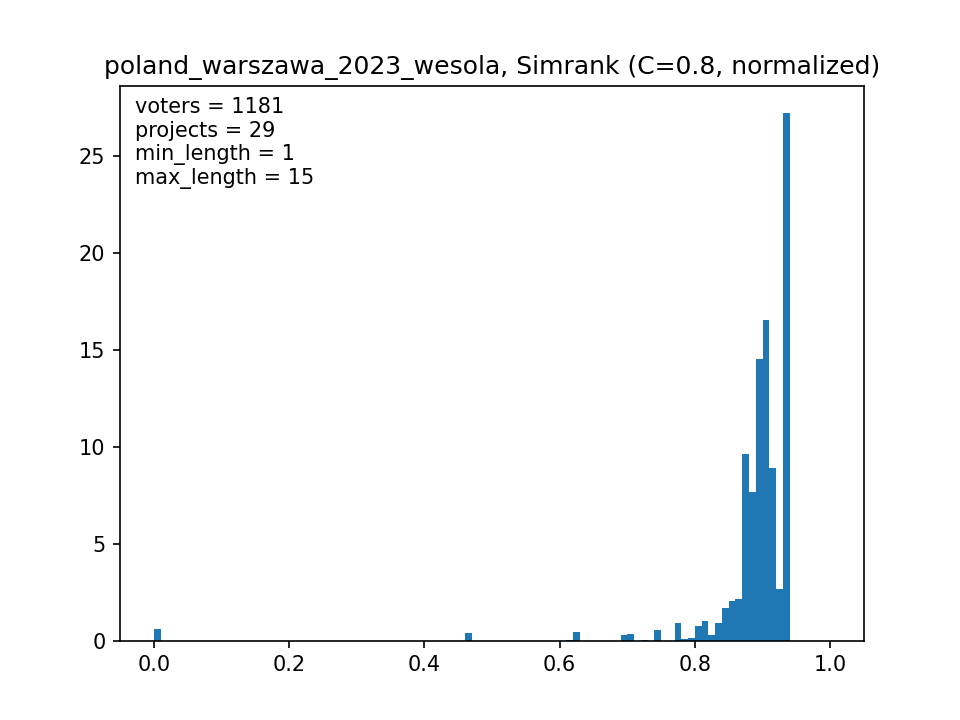 poland_warszawa_2023_wesola, Simrank (C=0.8, normalized)
voters = 1181
projects = 29
min_length = 1
max_length = 15
25
20
15
10
5
0
0.0 0.2 0.4 0.6 0.8 1.0